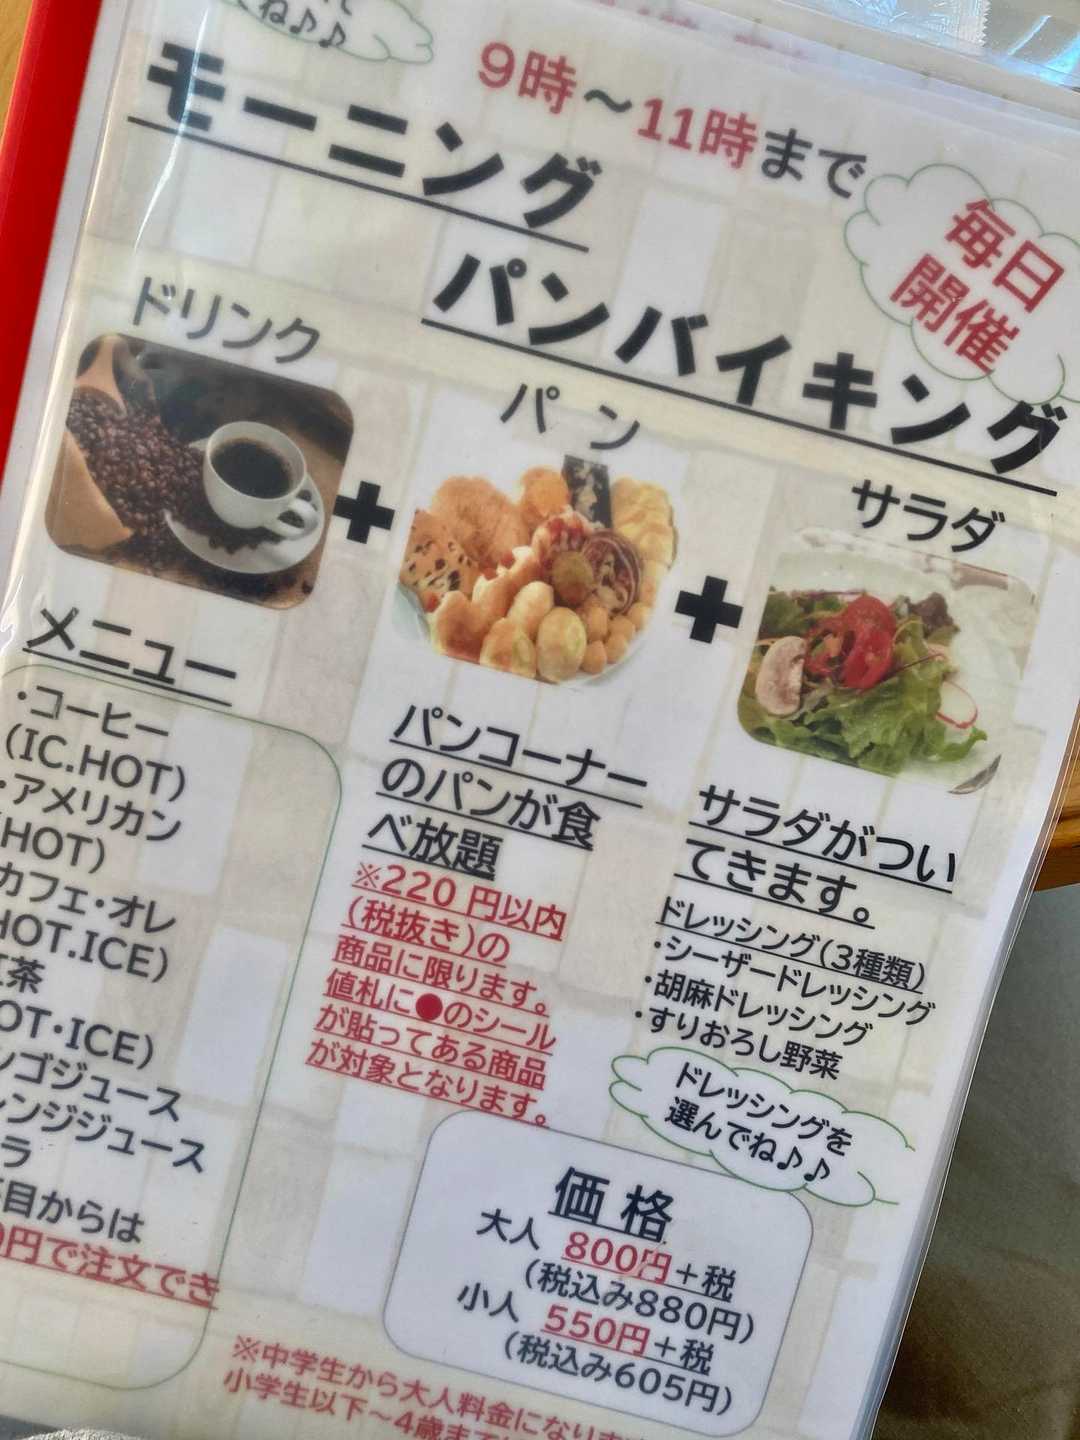 ね♪♪
9時～11時まで
モーニング
パンバイキング
毎日
開催
ドリンク
パン
サラダ
メニュー
・コーヒー
(IC.HOT)
・アメリカン
(HOT)
カフェ・オレ
HOT.ICE)
茶
OT・ICE)
ンゴジュース
レンジジュース
ラ
目からは
0円で注文でき
パンコーナー
のパンが食
べ放題
※220 円以内
(税抜き)の
商品に限ります。
値札に●のシール
が貼ってある商品
が対象となります。
サラダがつい
てきます。
ドレッシング(3種類)
・シーザードレッシング
・胡麻ドレッシング
・すりおろし野菜
ドレッシングを
選んでね♪♪
価格
大人 800円+税
(税込み880円)
小人 550円+税
(税込み605円)
※中学生から大人料金になります
小学生以下～4歳まで